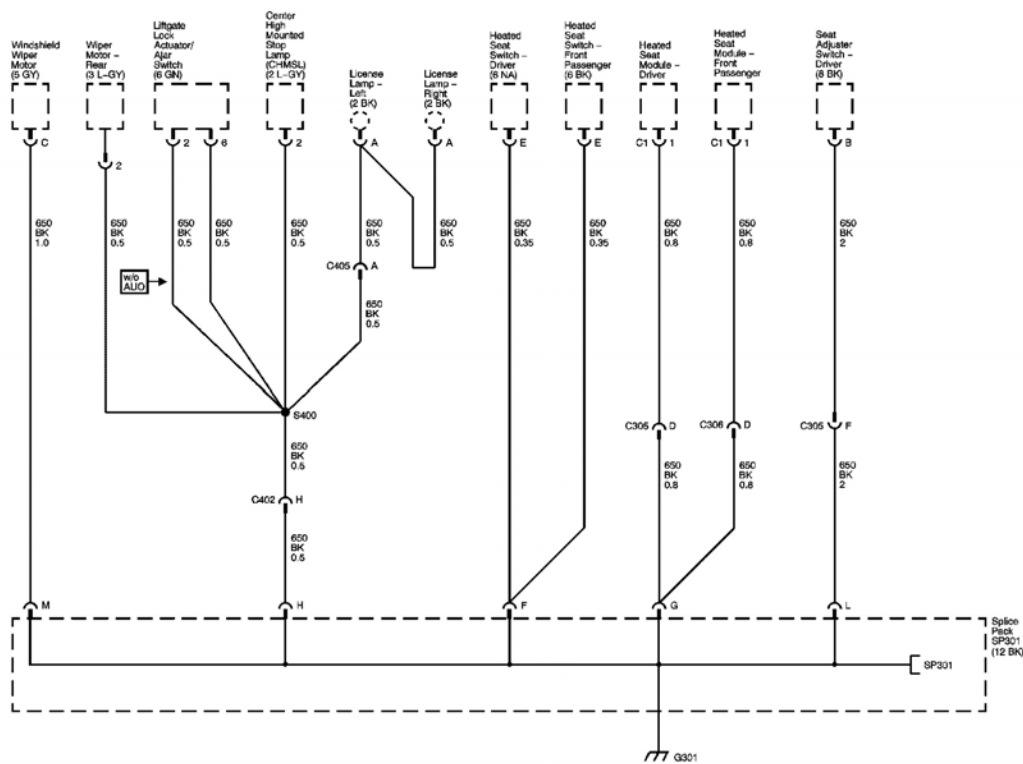 Windshield
Wiper
Motor
(5 GY)
Wiper
Motor –
Rear
(3 L–GY)
Liftgate
Lock
Actuator/
Ajar
Switch
(6 GN)
Center
High
Mounted
Stop
Lamp
(CHMSL)
(2 L–GY)
License
Lamp –
Left
(2 BK)
License
Lamp –
Right
(2 BK)
Heated
Seat
Switch –
Driver
(6 NA)
Heated
Seat
Switch –
Front
Passenger
(6 BK)
Heated
Seat
Module –
Driver
Heated
Seat
Module –
Front
Passenger
Seat
Adjuster
Switch –
Driver
(8 BK)
C
2
2
6
2
A
A
E
E
C1 1
C1 1
B
650
BK
1.0
650
BK
0.5
650
BK
0.5
650
BK
0.5
650
BK
0.5
650
BK
0.5
650
BK
0.5
650
BK
0.35
650
BK
0.35
650
BK
0.8
650
BK
0.8
650
BK
2
w/o
AUO
C405 A
650
BK
0.5
S400
C305 D
C306 D
C305 F
650
BK
0.5
650
BK
0.8
650
BK
0.8
650
BK
2
C402 H
650
BK
0.5
M
H
F
G
L
Splice
Pack
SP301
(12 BK)
SP301
G301